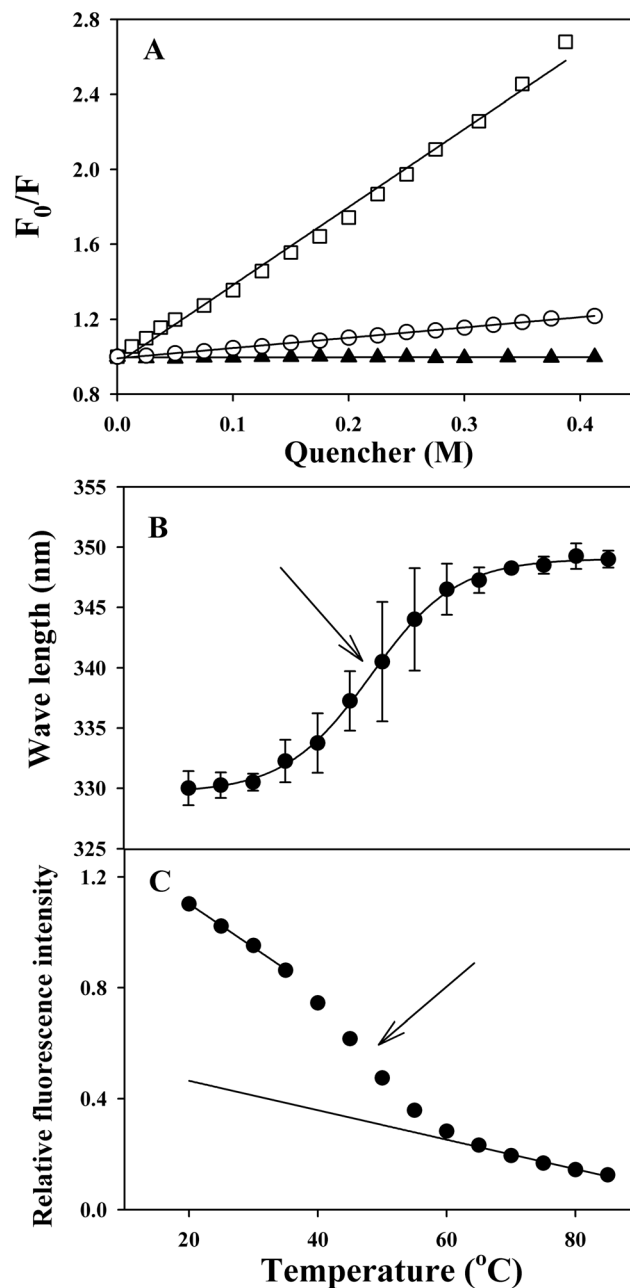 A
2.8
2.4
2.0
1.6
1.2
0.8
F0/F
0.0 0.1 0.2 0.3 0.4
Quencher (M)
B
355
350
345
340
335
330
325
Wave length (nm)
C
1.2
0.8
0.4
0.0
Relative fluorescence intensity
20 40 60 80
Temperature (°C)